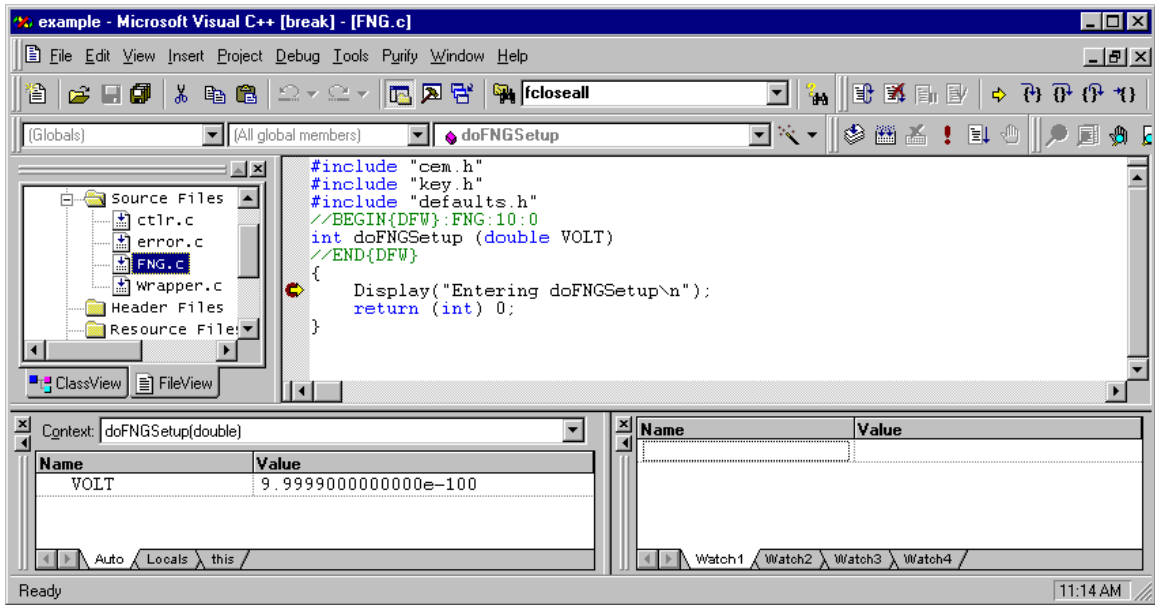 example - Microsoft Visual C++ [break] - [FNG.c]
File Edit View Insert Project Debug Tools Purify Window Help
fcloseall
(Globals) (All global members) doFNGSetup
Source Files
ctlr.c
error.c
FNG.c
Wrapper.c
Header Files
Resource File
ClassView FileView
#include "cem.h"
#include "key.h"
#include "defaults.h"
//BEGIN{DFW}:FNG:10:0
int doFNGSetup (double VOLT)
//END{DFW}
{
Display("Entering doFNGSetup\n");
return (int) 0;
}
Context: doFNGSetup(double)
Name Value
VOLT 9.9999000000000e-100
Auto Locals this
Name Value
Watch1 Watch2 Watch3 Watch4
Ready 11:14 AM